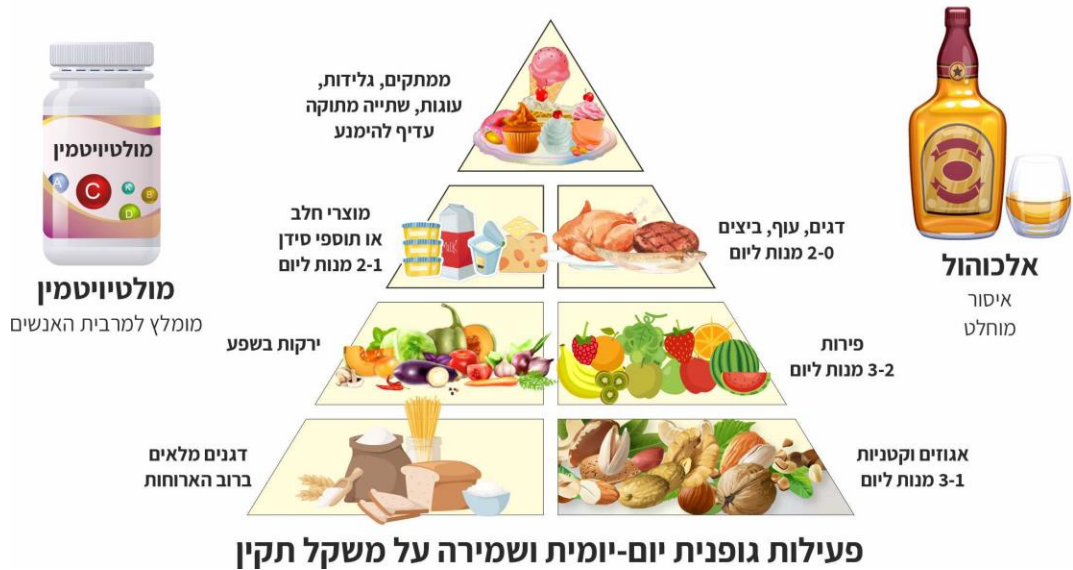 ממתקים, גלידות,
עוגות, שתייה מתוקה
עדיף להימנע
מולטיויטמין
A
C
K
B
D
מולטיויטמין
מומלץ למרבית האנשים
דגים, עוף, ביצים
2-0 מנות ליום
מוצרי חלב
או תוספי סידן
2-1 מנות ליום
אלכוהול
איסור
מוחלט
פירות
3-2 מנות ליום
ירקות בשפע
אגוזים וקטניות
3-1 מנות ליום
דגנים מלאים
ברוב הארוחות
פעילות גופנית יום-יומית ושמירה על משקל תקין